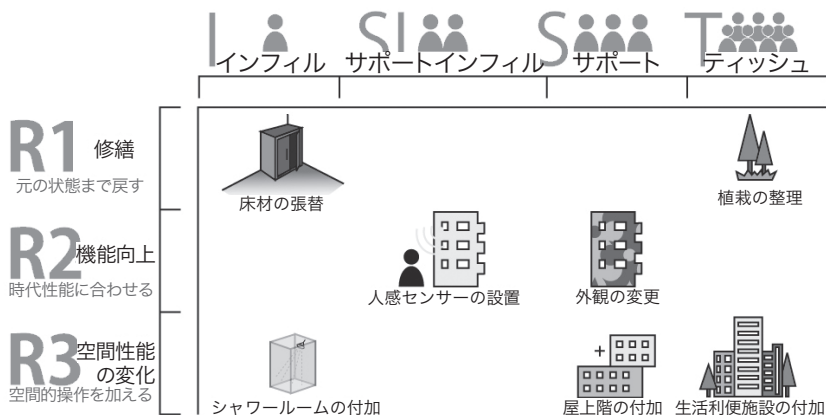 I SI S T
インフィル サポートインフィル サポート ティッシュ
R1 修繕
元の状態まで戻す
床材の張替 植栽の整理
R2 機能向上
時代性能に合わせる
人感センサーの設置 外観の変更
R3 空間性能
の変化
空間的操作を加える
+
シャワールームの付加 屋上階の付加 生活利便施設の付加